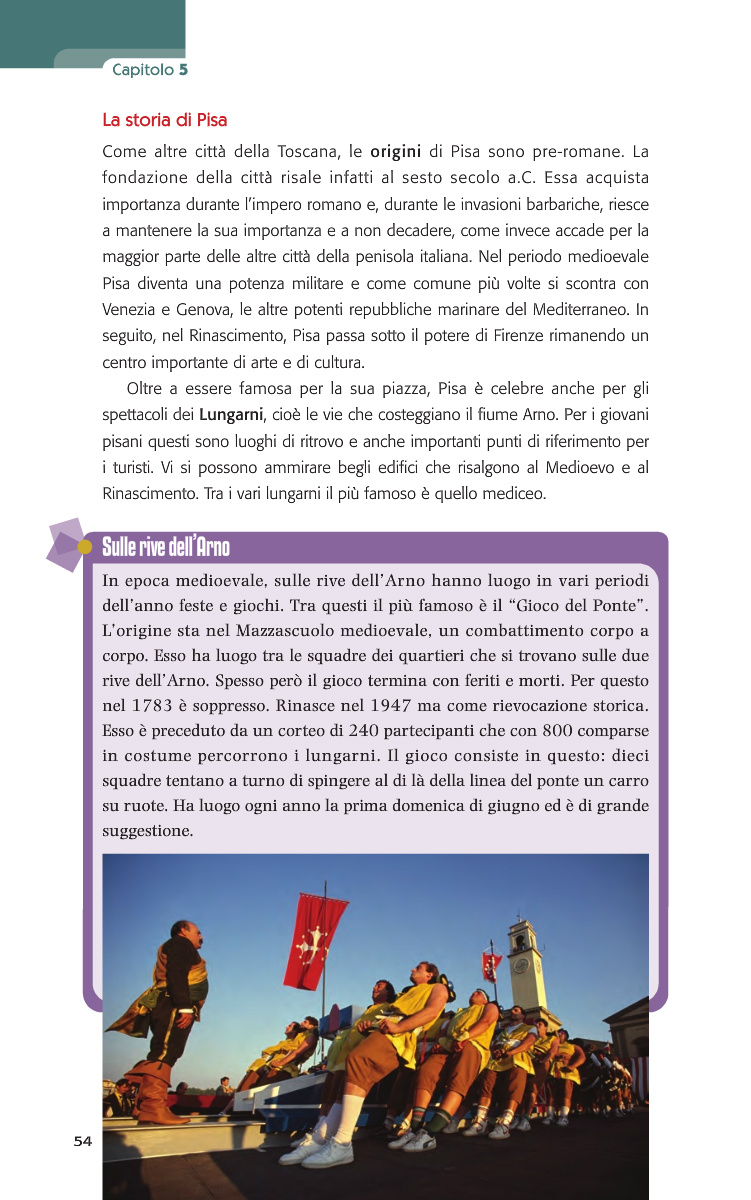 Capitolo 5
La storia di Pisa
Come altre città della Toscana, le origini di Pisa sono pre-romane. La
fondazione della città risale infatti al sesto secolo a.C. Essa acquista
importanza durante l'impero romano e, durante le invasioni barbariche, riesce
a mantenere la sua importanza e a non decadere, come invece accade per la
maggior parte delle altre città della penisola italiana. Nel periodo medioevale
Pisa diventa una potenza militare e come comune più volte si scontra con
Venezia e Genova, le altre potenti repubbliche marinare del Mediterraneo. In
seguito, nel Rinascimento, Pisa passa sotto il potere di Firenze rimanendo un
centro importante di arte e di cultura.
Oltre a essere famosa per la sua piazza, Pisa è celebre anche per gli
spettacoli dei Lungarni, cioè le vie che costeggiano il fiume Arno. Per i giovani
pisani questi sono luoghi di ritrovo e anche importanti punti di riferimento per
i turisti. Vi si possono ammirare begli edifici che risalgono al Medioevo e al
Rinascimento. Tra i vari lungarni il più famoso è quello mediceo.
Sulle rive dell'Arno
In epoca medioevale, sulle rive dell'Arno hanno luogo in vari periodi
dell'anno feste e giochi. Tra questi il più famoso è il "Gioco del Ponte".
L'origine sta nel Mazzascuolo medioevale, un combattimento corpo a
corpo. Esso ha luogo tra le squadre dei quartieri che si trovano sulle due
rive dell'Arno. Spesso però il gioco termina con feriti e morti. Per questo
nel 1783 è soppresso. Rinasce nel 1947 ma come rievocazione storica.
Esso è preceduto da un corteo di 240 partecipanti che con 800 comparse
in costume percorrono i lungarni. Il gioco consiste in questo: dieci
squadre tentano a turno di spingere al di là della linea del ponte un carro
su ruote. Ha luogo ogni anno la prima domenica di giugno ed è di grande
suggestione.
54